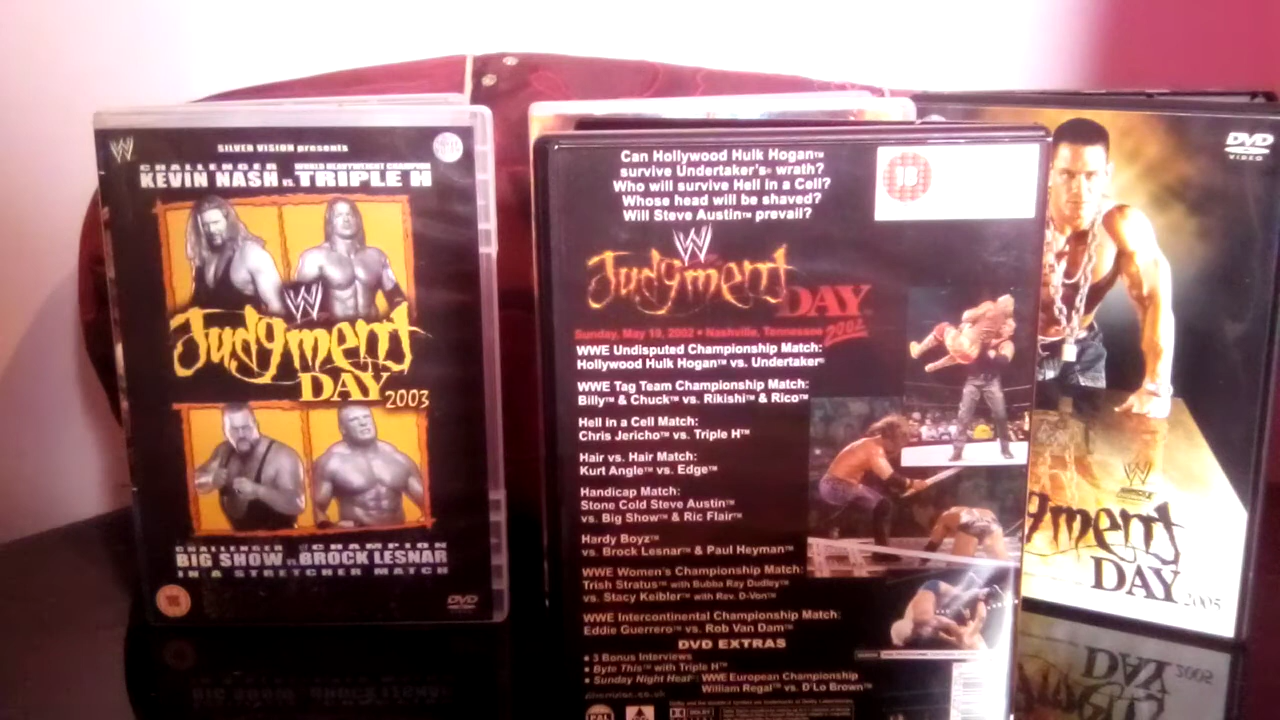 W
SILVER VISION presents
CHALLENGER WORLD HEAVYWEIGHT CHAMPION
KEVIN NASH vs. TRIPLE H
W
Judgment
DAY 2003
CHALLENGER CHAMPION
BIG SHOW vs. BROCK LESNAR
IN A STRETCHER MATCH
15
DVD
Can Hollywood Hulk Hogan™
survive Undertaker's® wrath?
Who will survive Hell in a Cell?
Whose head will be shaved?
Will Steve Austin™ prevail?
18
W
Judgment
DAY
2002
Sunday, May 19, 2002 • Nashville, Tennessee
WWE Undisputed Championship Match:
Hollywood Hulk Hogan™ vs. Undertaker®
WWE Tag Team Championship Match:
Billy™ & Chuck™ vs. Rikishi™ & Rico™
Hell in a Cell Match:
Chris Jericho™ vs. Triple H™
Hair vs. Hair Match:
Kurt Angle™ vs. Edge™
Handicap Match:
Stone Cold Steve Austin™
vs. Big Show™ & Ric Flair™
Hardy Boyz™
vs. Brock Lesnar™ & Paul Heyman™
WWE Women's Championship Match:
Trish Stratus™ with Bubba Ray Dudley™
vs. Stacy Keibler™ with Rev. D-Von™
WWE Intercontinental Championship Match:
Eddie Guerrero™ vs. Rob Van Dam™
DVD EXTRAS
• 3 Bonus Interviews
• Byte This™ with Triple H™
• Sunday Night Heat® WWE European Championship
William Regal™ vs. D'Lo Brown™
PAL
DOLBY
DVD
VIDEO
W
gment
DAY 2005